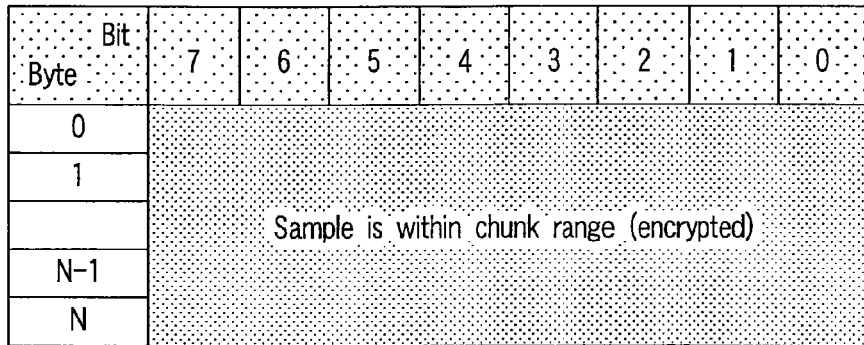 Bit
Byte 7 6 5 4 3 2 1 0
0
1
Sample is within chunk range (encrypted)
N-1
N